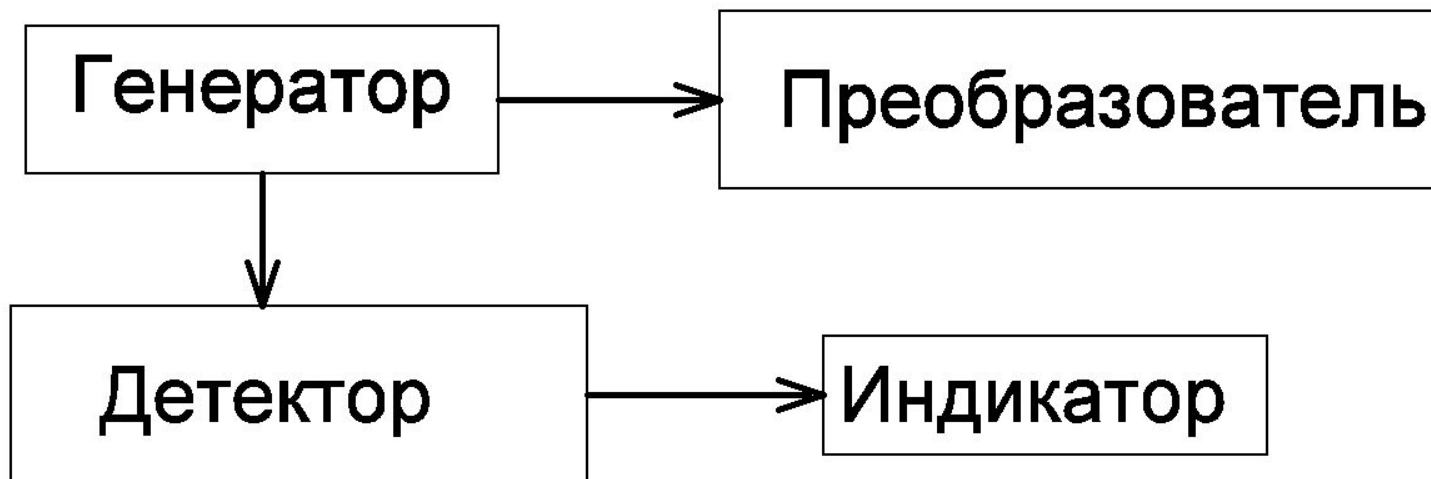 Генератор
Преобразователь
Детектор
Индикатор